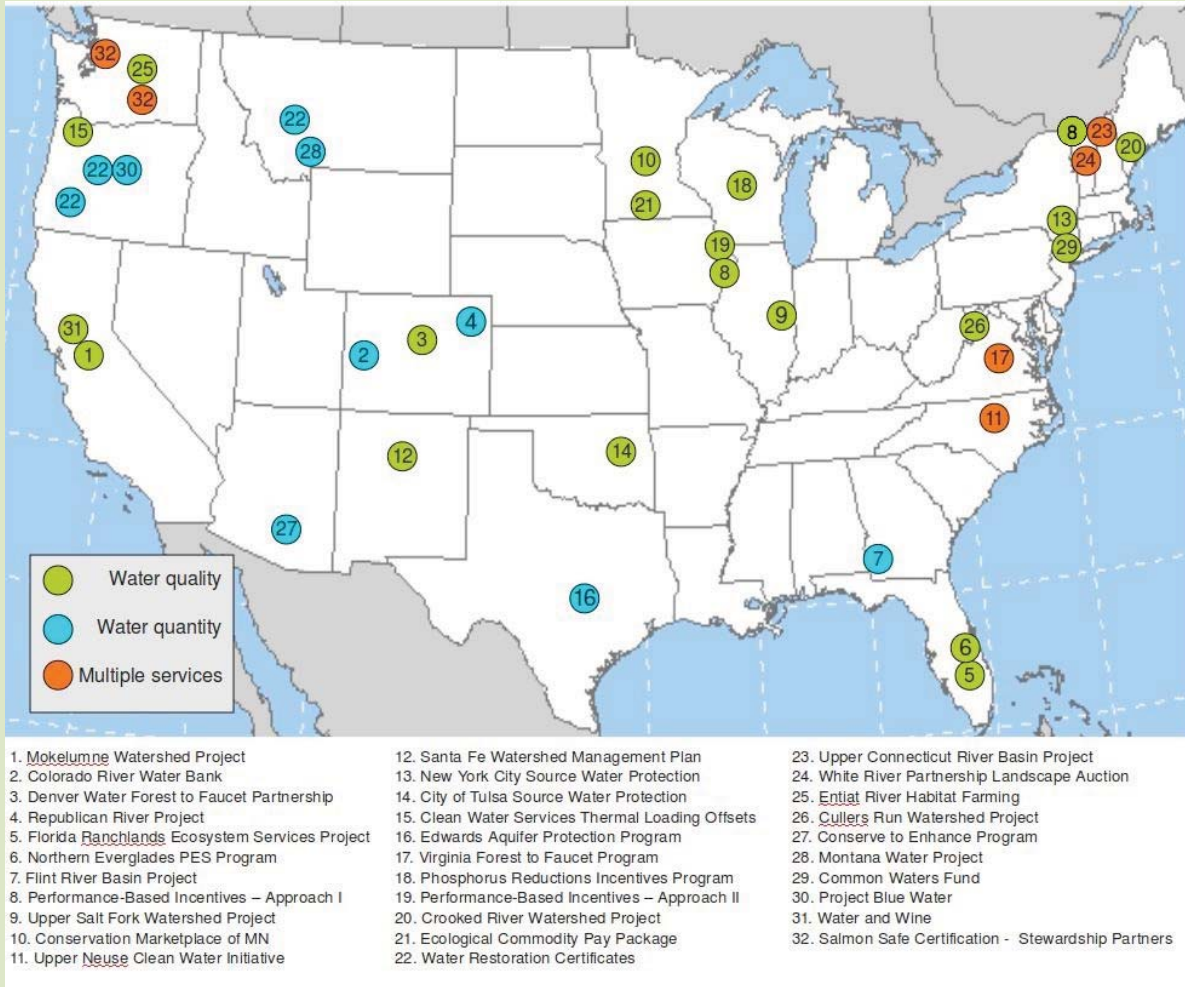 32
25
32
15
22
28
22
30
22
10
21
18
19
8
9
8
23
24
20
13
29
26
17
11
31
1
2
3
4
12
14
27
16
7
6
5
Water quality
Water quantity
Multiple services
1. Mokelumne Watershed Project
2. Colorado River Water Bank
3. Denver Water Forest to Faucet Partnership
4. Republican River Project
5. Florida Ranchlands Ecosystem Services Project
6. Northern Everglades PES Program
7. Flint River Basin Project
8. Performance-Based Incentives – Approach I
9. Upper Salt Fork Watershed Project
10. Conservation Marketplace of MN
11. Upper Neuse Clean Water Initiative
12. Santa Fe Watershed Management Plan
13. New York City Source Water Protection
14. City of Tulsa Source Water Protection
15. Clean Water Services Thermal Loading Offsets
16. Edwards Aquifer Protection Program
17. Virginia Forest to Faucet Program
18. Phosphorus Reductions Incentives Program
19. Performance-Based Incentives – Approach II
20. Crooked River Watershed Project
21. Ecological Commodity Pay Package
22. Water Restoration Certificates
23. Upper Connecticut River Basin Project
24. White River Partnership Landscape Auction
25. Entiat River Habitat Farming
26. Cullers Run Watershed Project
27. Conserve to Enhance Program
28. Montana Water Project
29. Common Waters Fund
30. Project Blue Water
31. Water and Wine
32. Salmon Safe Certification - Stewardship Partners